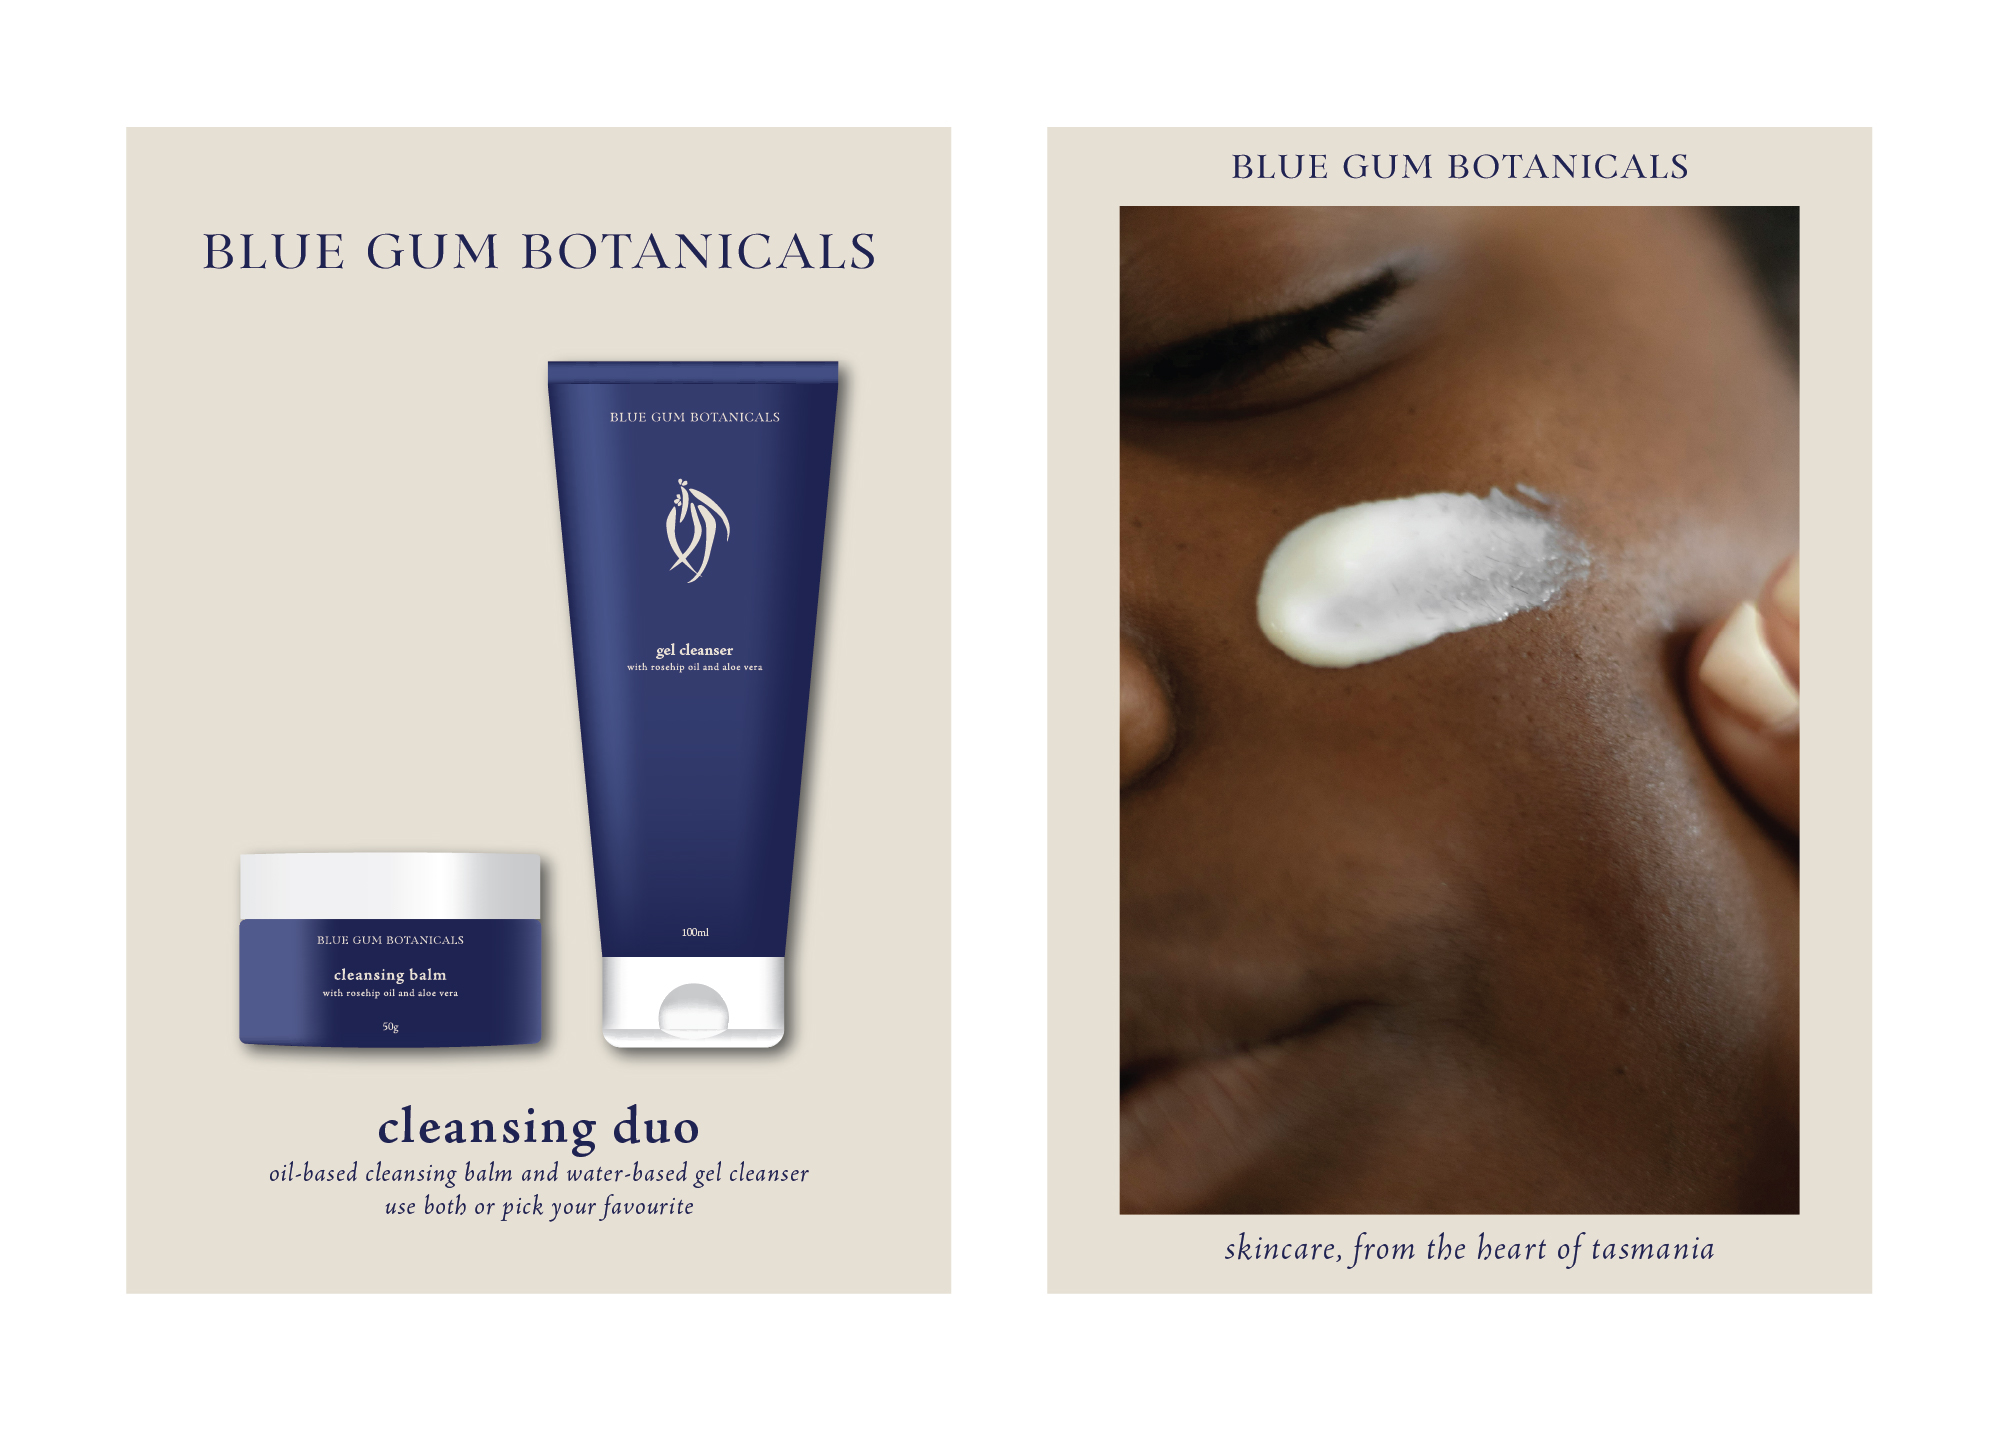 BLUE GUM BOTANICALS
BLUE GUM BOTANICALS
gel cleanser
with rosehip oil and aloe vera
100ml
BLUE GUM BOTANICALS
cleansing balm
with rosehip oil and aloe vera
50g
cleansing duo
oil-based cleansing balm and water-based gel cleanser
use both or pick your favourite
BLUE GUM BOTANICALS
skincare, from the heart of tasmania